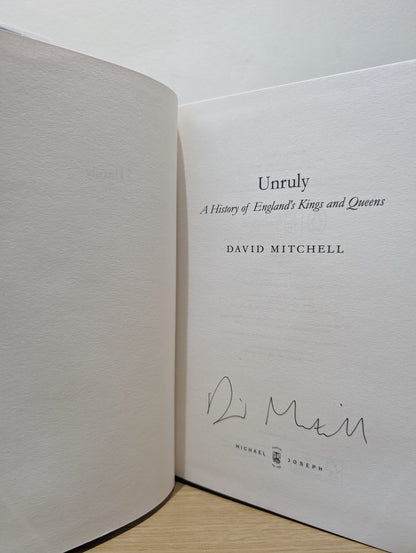 Unruly
A History of England's Kings and Queens
DAVID MITCHELL
MICHAEL JOSEPH